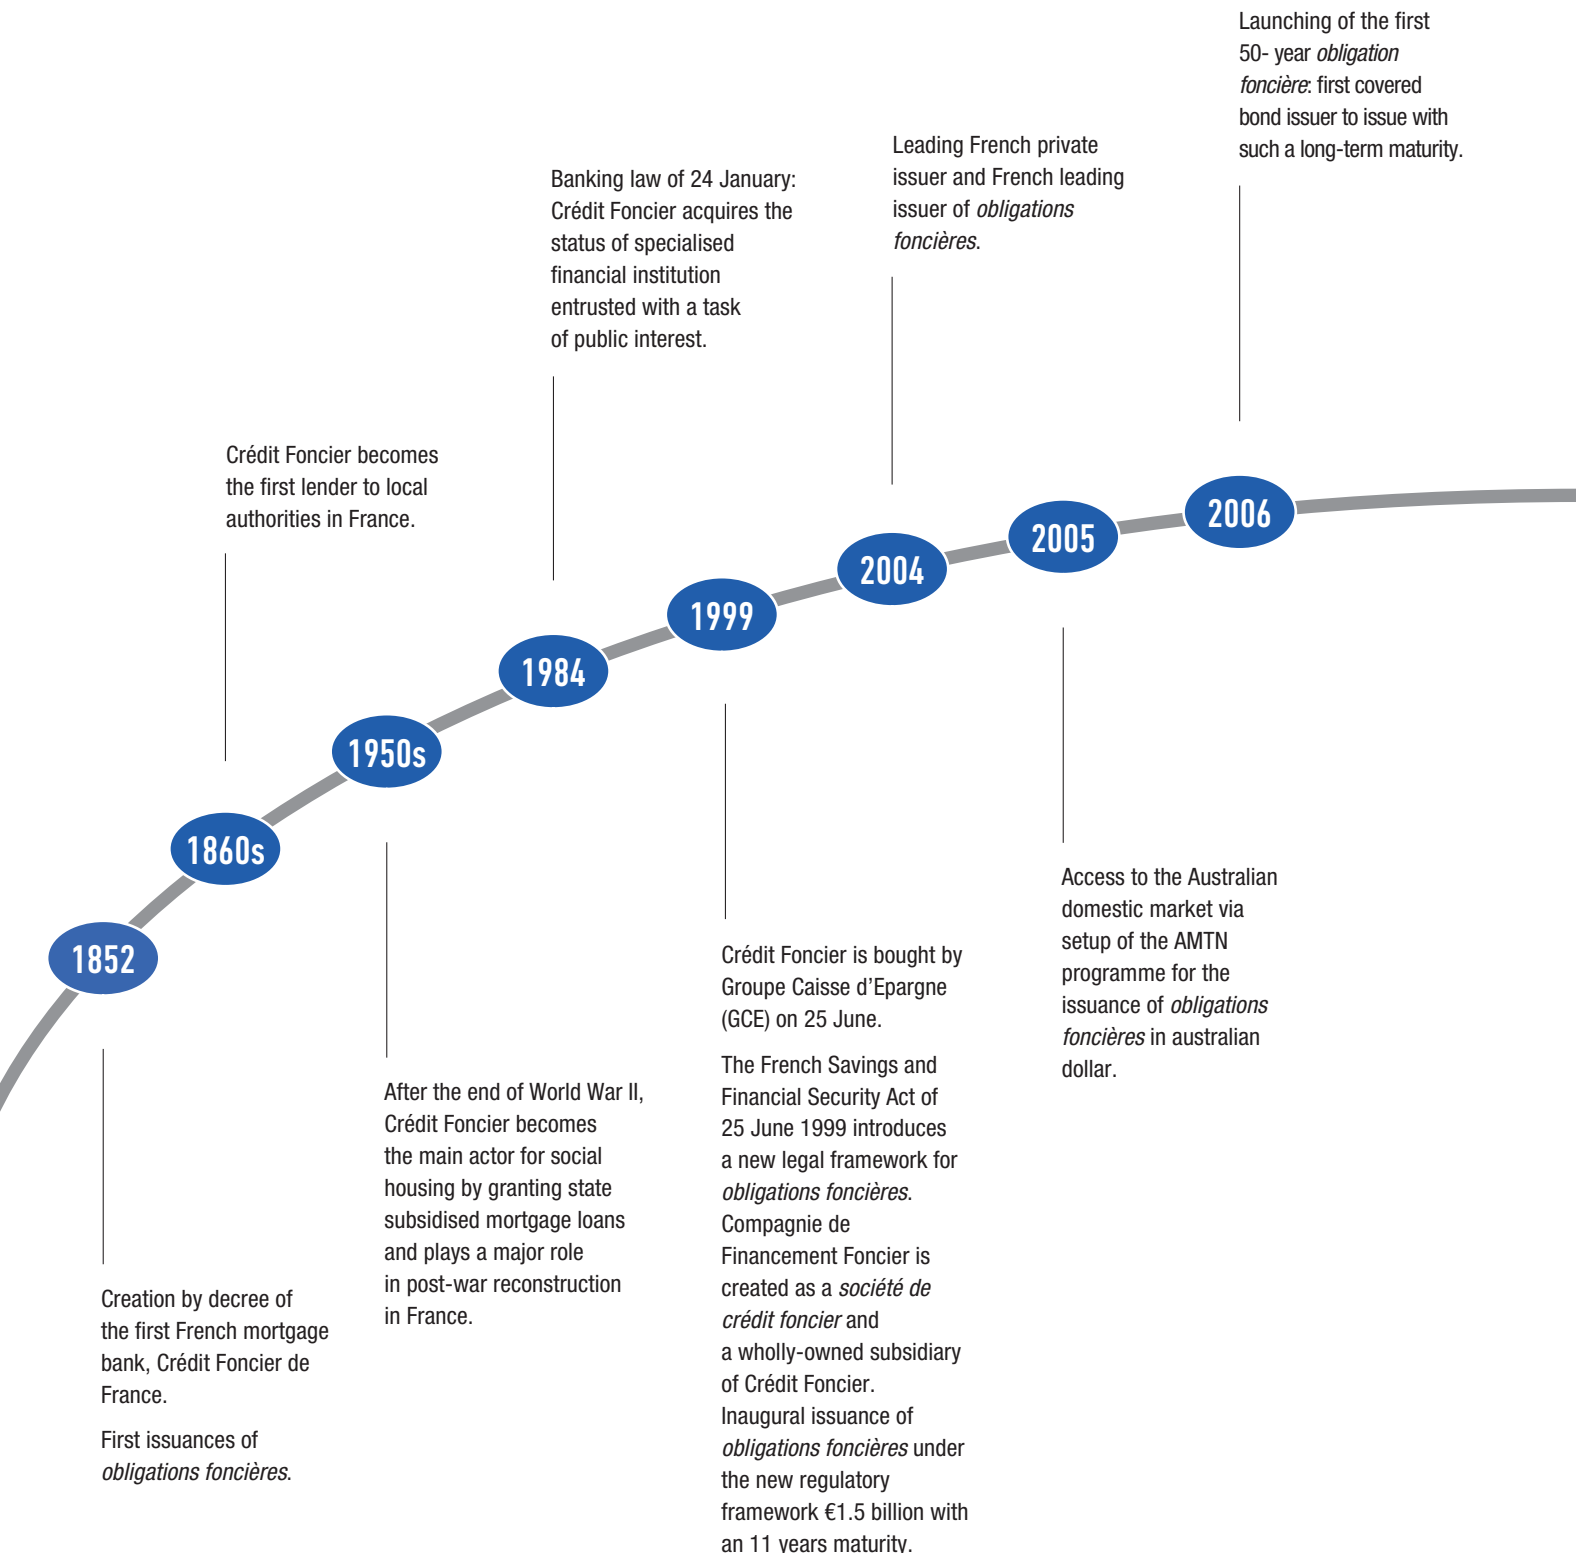 1852
Creation by decree of
the first French mortgage
bank, Crédit Foncier de
France.
First issuances of
obligations foncières.
1860s
Crédit Foncier becomes
the first lender to local
authorities in France.
1950s
After the end of World War II,
Crédit Foncier becomes
the main actor for social
housing by granting state
subsidised mortgage loans
and plays a major role
in post-war reconstruction
in France.
1984
Banking law of 24 January:
Crédit Foncier acquires the
status of specialised
financial institution
entrusted with a task
of public interest.
1999
Crédit Foncier is bought by
Groupe Caisse d’Epargne
(GCE) on 25 June.
The French Savings and
Financial Security Act of
25 June 1999 introduces
a new legal framework for
obligations foncières.
Compagnie de
Financement Foncier is
created as a société de
crédit foncier and
a wholly-owned subsidiary
of Crédit Foncier.
Inaugural issuance of
obligations foncières under
the new regulatory
framework €1.5 billion with
an 11 years maturity.
2004
Leading French private
issuer and French leading
issuer of obligations
foncières.
2005
Access to the Australian
domestic market via
setup of the AMTN
programme for the
issuance of obligations
foncières in australian
dollar.
2006
Launching of the first
50- year obligation
foncière: first covered
bond issuer to issue with
such a long-term maturity.